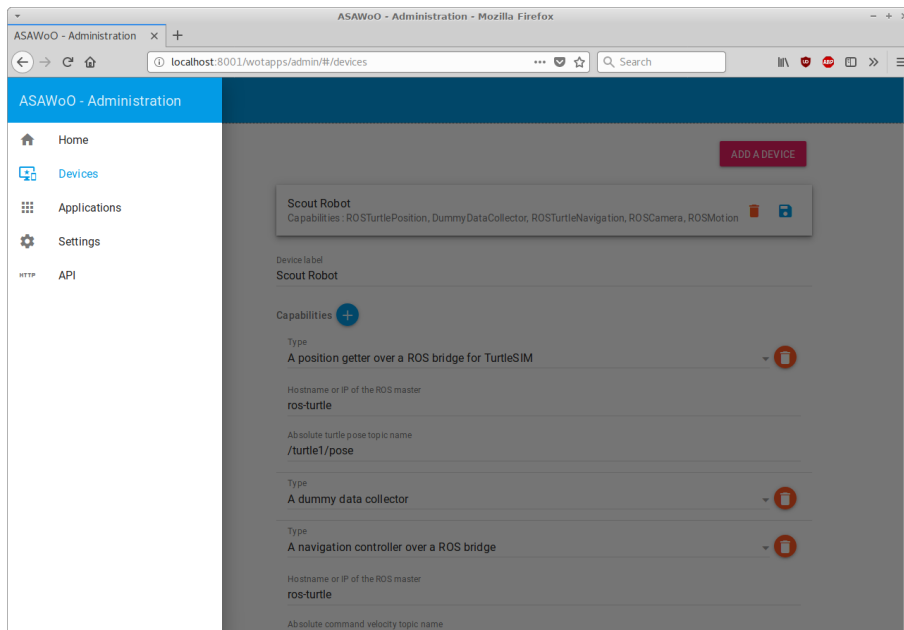 ASAWoO - Administration - Mozilla Firefox
ASAWoO - Administration
localhost:8001/wotapps/admin/#/devices
Search
ASAWoO - Administration
Home
Devices
Applications
Settings
HTTP API
ADD A DEVICE
Scout Robot
Capabilities : ROSTurtlePosition, DummyDataCollector, ROSTurtleNavigation, ROSCamera, ROSMotion
Device label
Scout Robot
Capabilities
Type
A position getter over a ROS bridge for TurtleSIM
Hostname or IP of the ROS master
ros-turtle
Absolute turtle pose topic name
/turtle1/pose
Type
A dummy data collector
Type
A navigation controller over a ROS bridge
Hostname or IP of the ROS master
ros-turtle
Absolute command velocity topic name